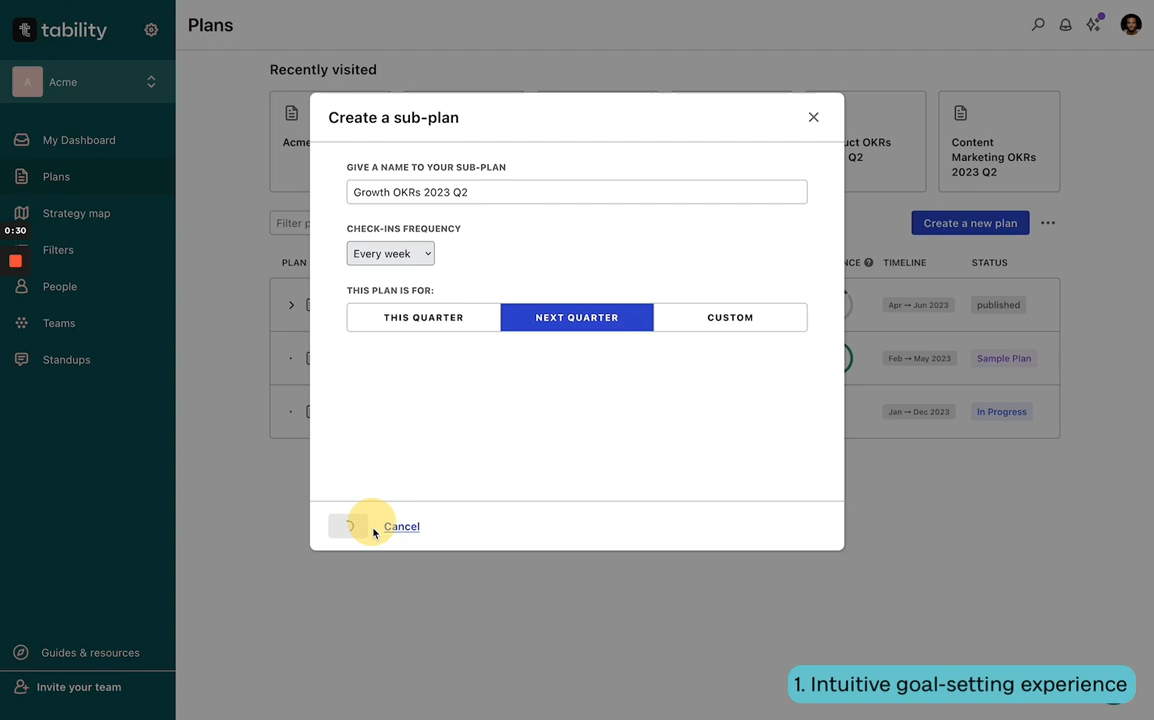 tability
Plans
A
Acme
Recently visited
My Dashboard
Plans
Strategy map
0:30
Filters
People
Teams
Standups
Guides & resources
Invite your team
Acme
uct OKRs
Q2
Content
Marketing OKRs
2023 Q2
Filter p
Create a new plan
PLAN
NCE
TIMELINE
STATUS
Apr → Jun 2023
published
Feb → May 2023
Sample Plan
Jan → Dec 2023
In Progress
Create a sub-plan
GIVE A NAME TO YOUR SUB-PLAN
Growth OKRs 2023 Q2
CHECK-INS FREQUENCY
Every week
THIS PLAN IS FOR:
THIS QUARTER
NEXT QUARTER
CUSTOM
Cancel
1. Intuitive goal-setting experience